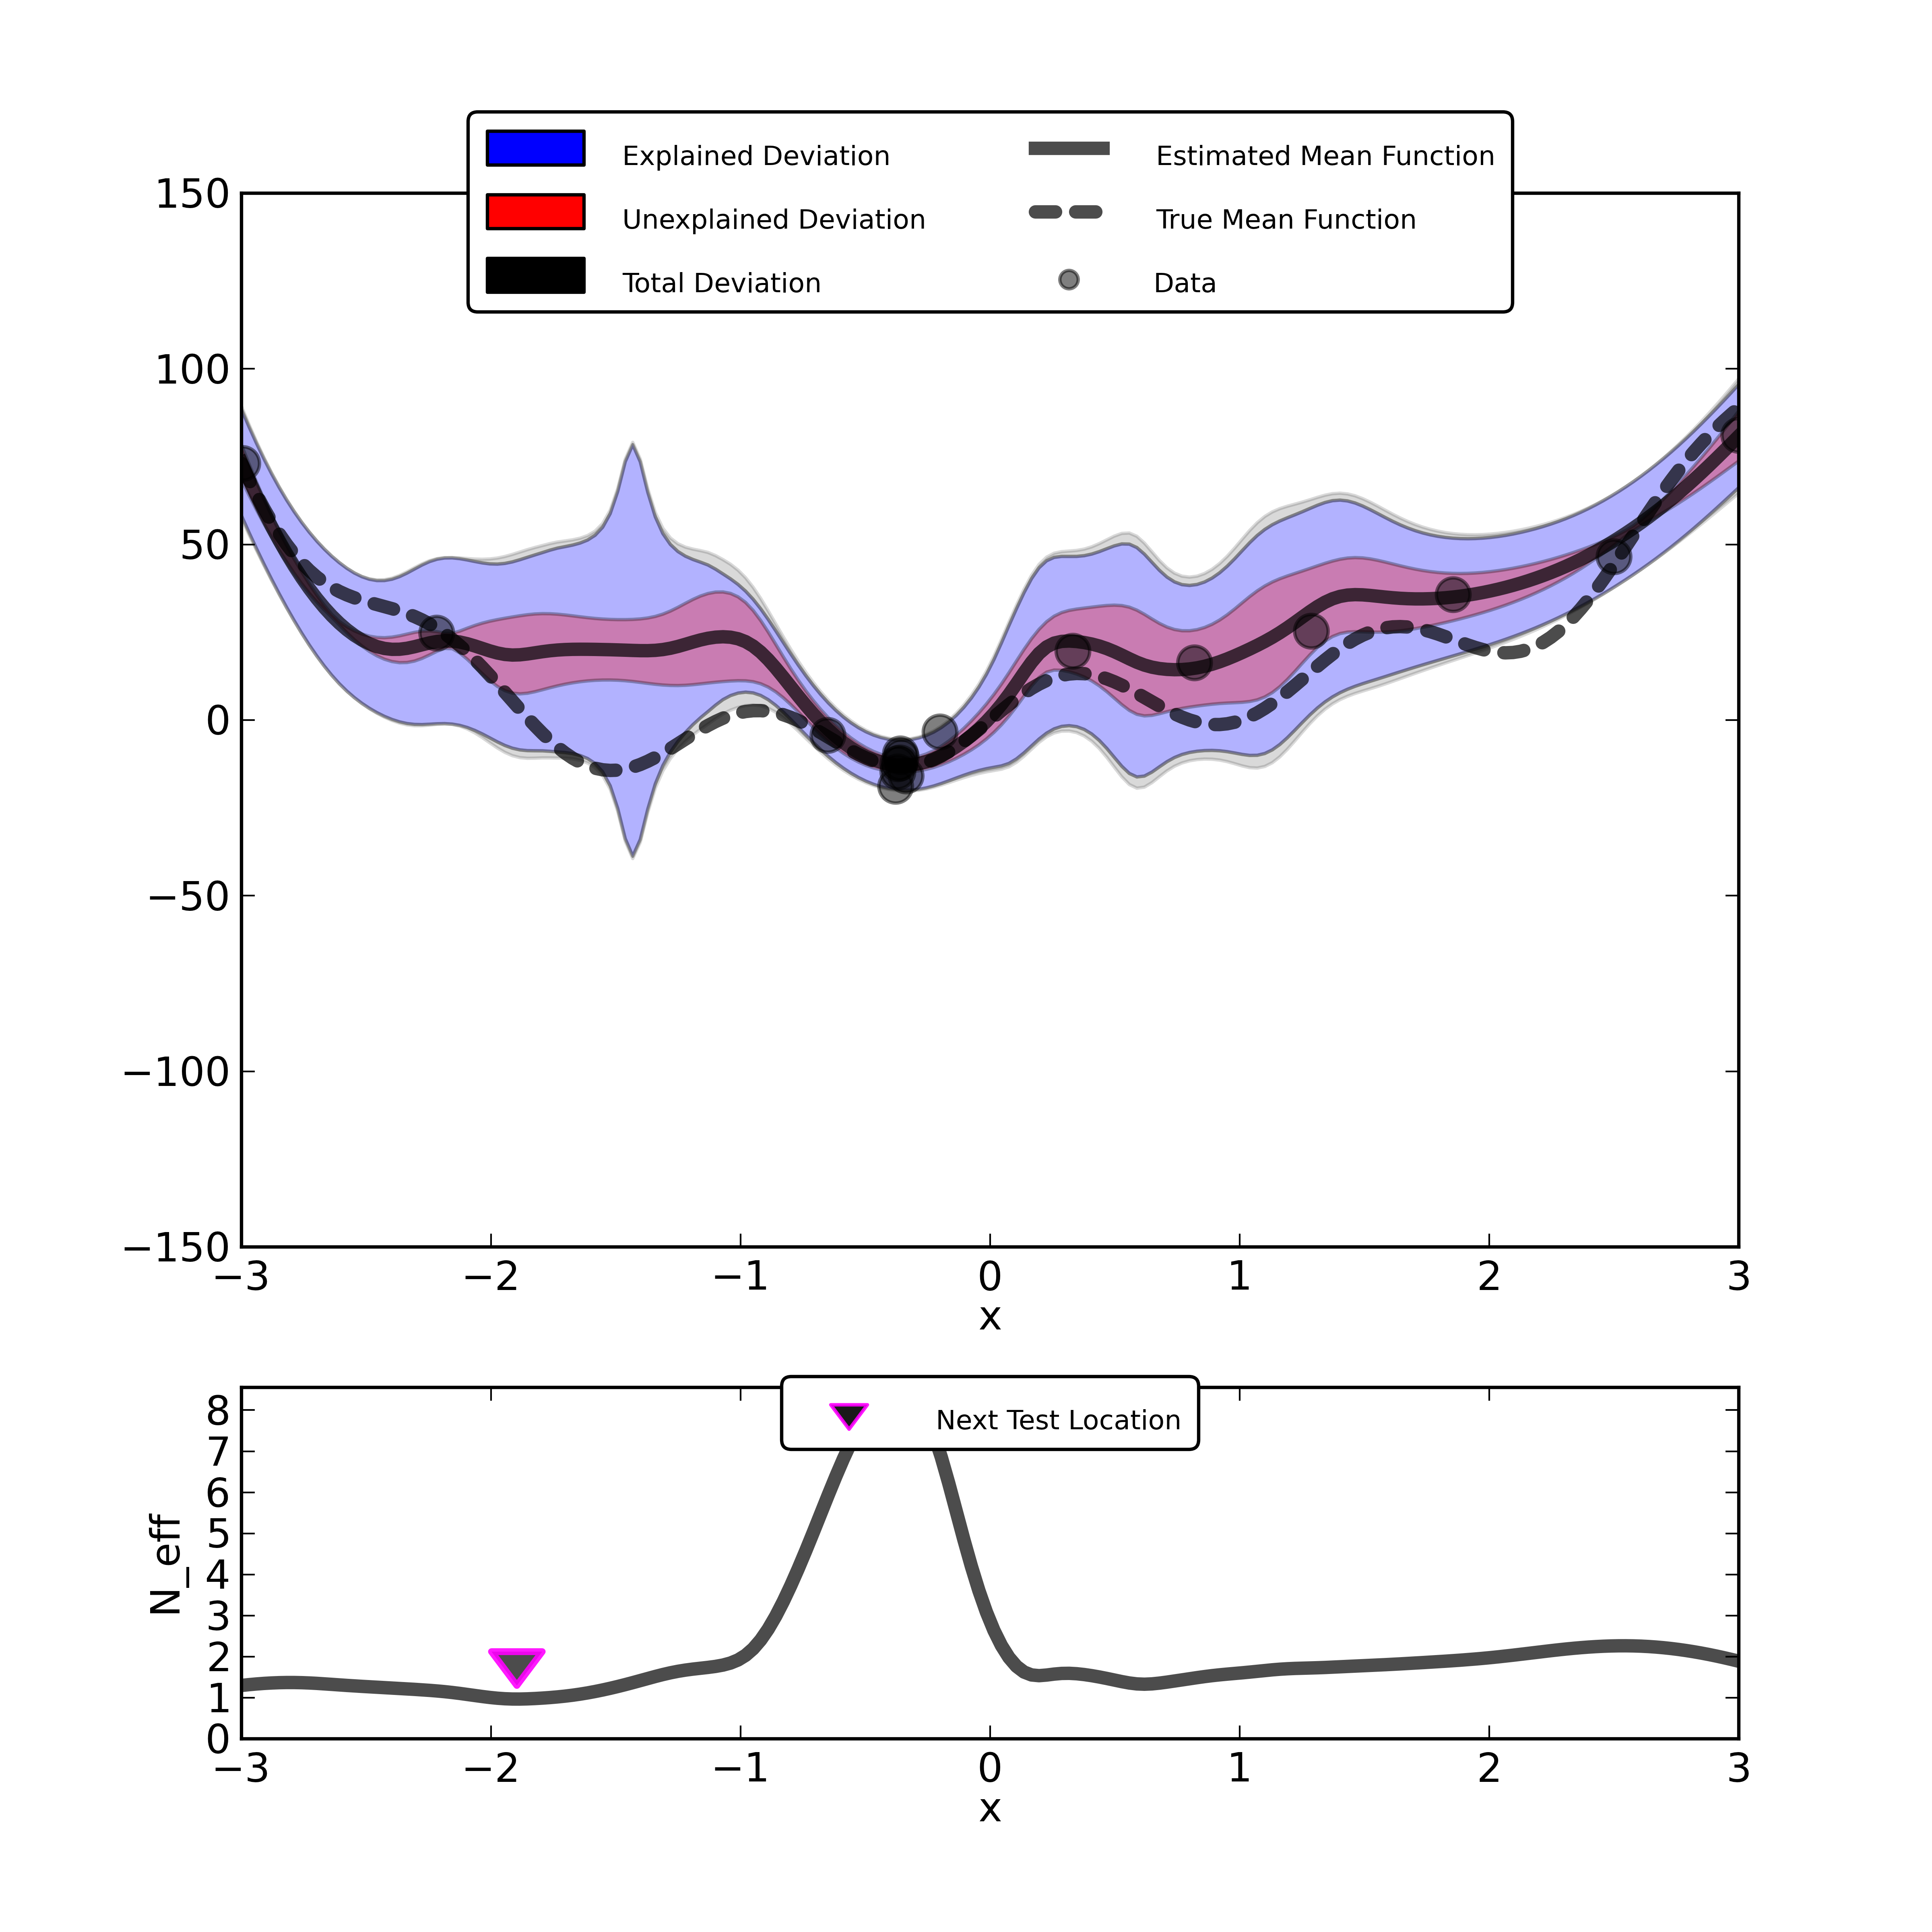 Explained Deviation
Estimated Mean Function
Unexplained Deviation
True Mean Function
Total Deviation
Data
150
100
50
0
−50
−100
−150
−3 −2 −1 0 1 2 3
x
Next Test Location
8
7
6
5
4
3
2
1
0
N_eff
−3 −2 −1 0 1 2 3
x